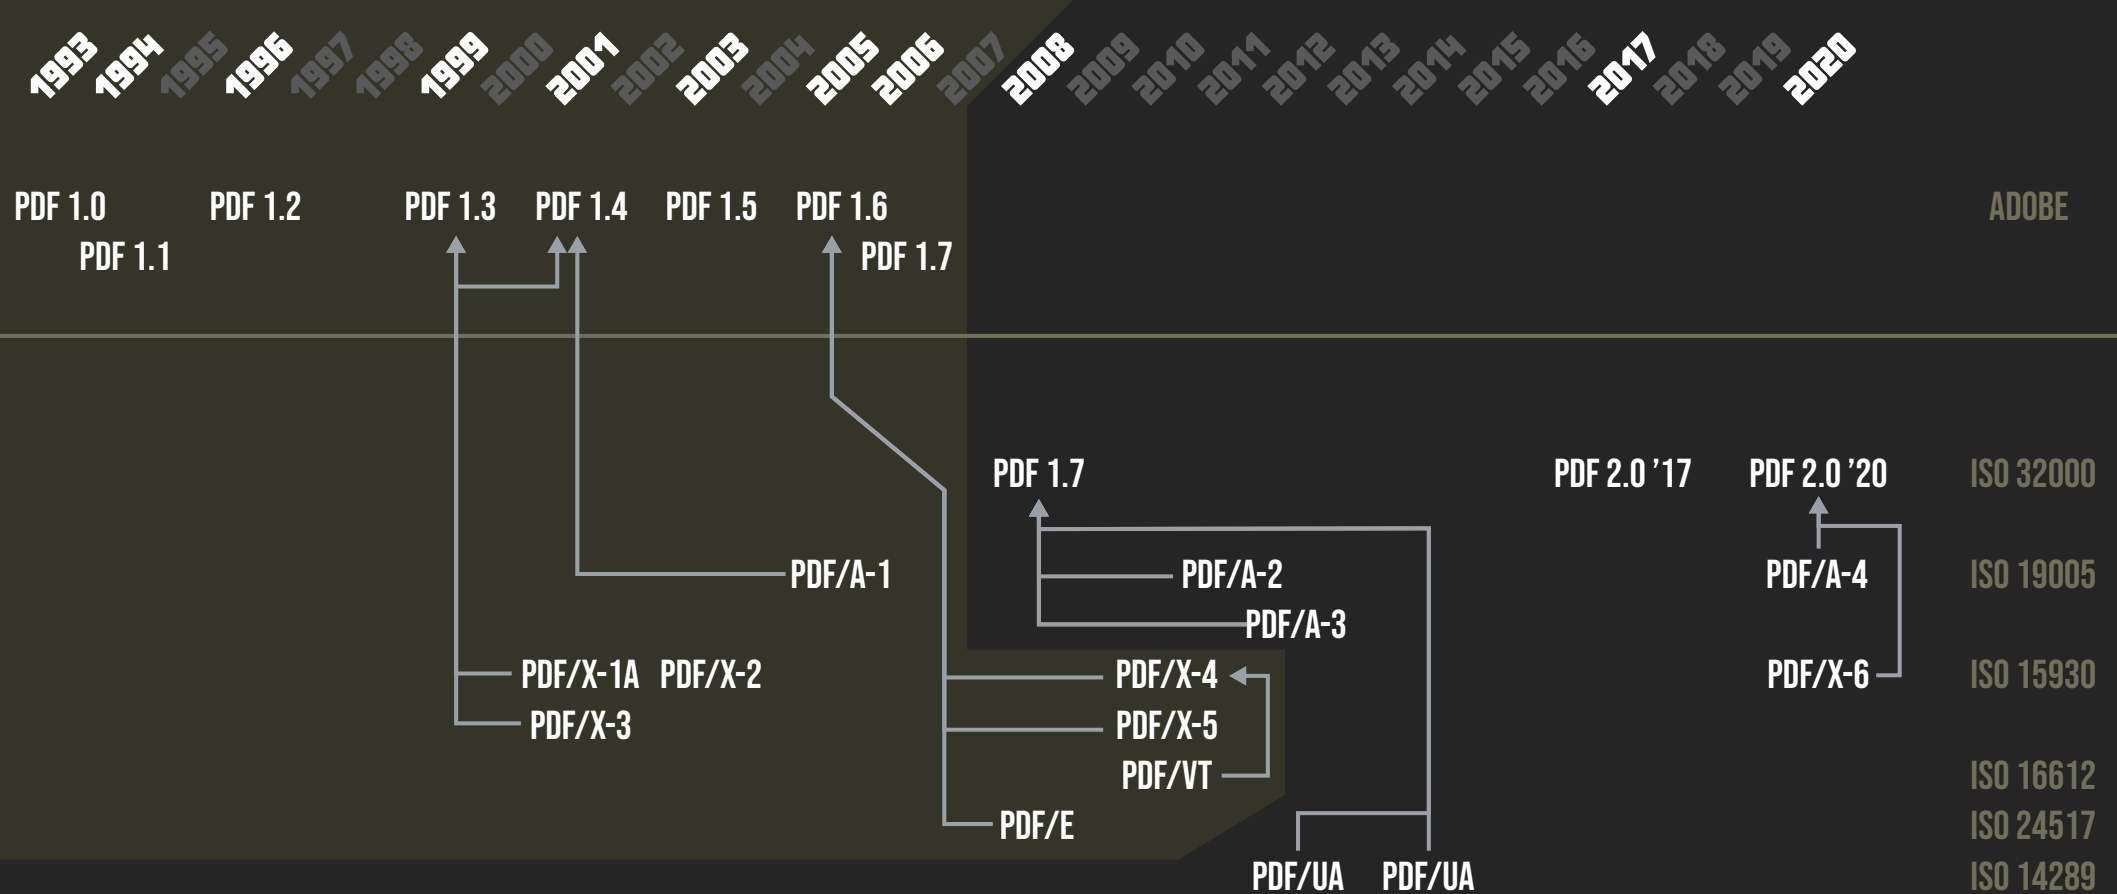 1993 1994 1995 1996 1997 1998 1999 2000 2001 2002 2003 2004 2005 2006 2007 2008 2009 2010 2011 2012 2013 2014 2015 2016 2017 2018 2019 2020
PDF 1.0 PDF 1.2 PDF 1.3 PDF 1.4 PDF 1.5 PDF 1.6 ADOBE
PDF 1.1 PDF 1.7
PDF 1.7 PDF 2.0 ’17 PDF 2.0 ’20 ISO 32000
PDF/A-1 PDF/A-2 PDF/A-4 ISO 19005
PDF/A-3
PDF/X-1A PDF/X-2 PDF/X-4 PDF/X-6 ISO 15930
PDF/X-3 PDF/X-5
PDF/VT ISO 16612
PDF/E ISO 24517
PDF/UA PDF/UA ISO 14289